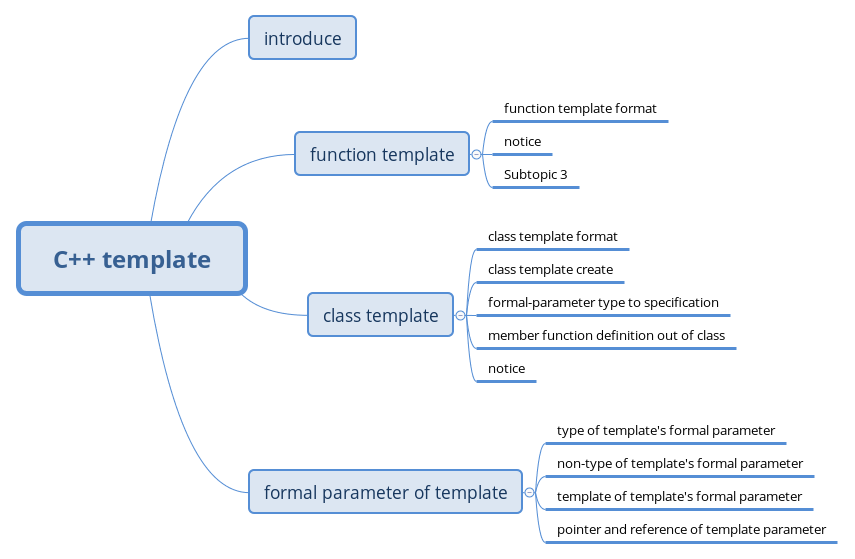 introduce
function template
function template format
notice
Subtopic 3
C++ template
class template
class template format
class template create
formal-parameter type to specification
member function definition out of class
notice
formal parameter of template
type of template's formal parameter
non-type of template's formal parameter
template of template's formal parameter
pointer and reference of template parameter